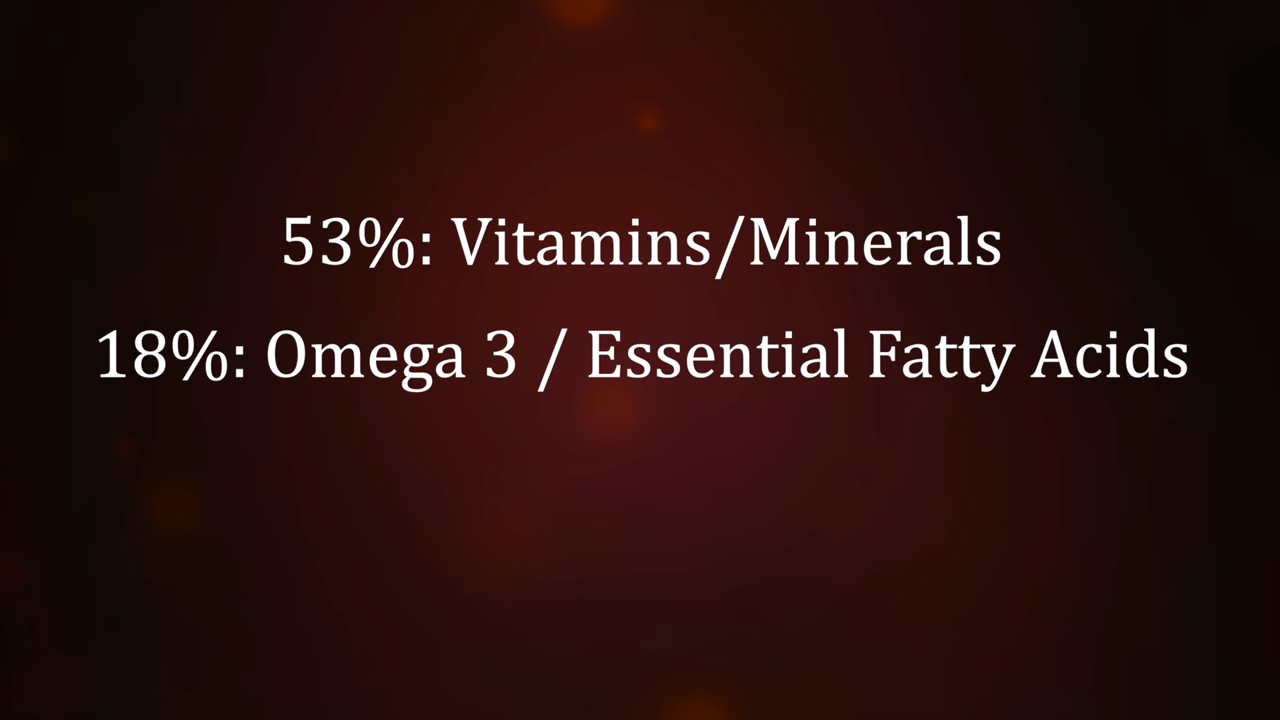 53%: Vitamins/Minerals
18%: Omega 3 / Essential Fatty Acids